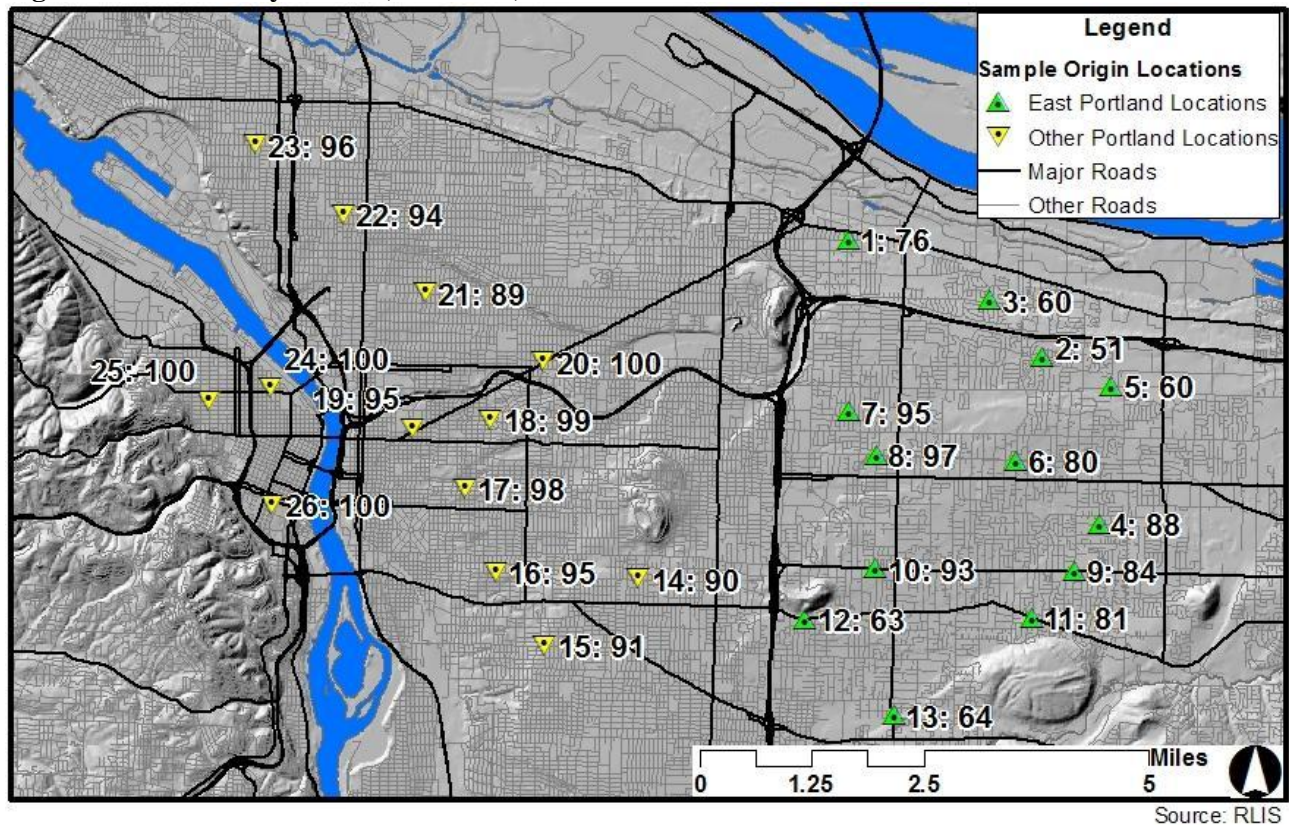 Legend
Sample Origin Locations
East Portland Locations
Other Portland Locations
Major Roads
Other Roads
23: 96
22: 94
1: 76
21: 89
3: 60
24: 100
20: 100
2: 51
25: 100
5: 60
19: 95
18: 99
7: 95
8: 97
6: 80
17: 98
26: 100
4: 88
16: 95
14: 90
10: 93
9: 84
12: 63
11: 81
15: 91
13: 64
Miles
0 1.25 2.5 5
Source: RLIS